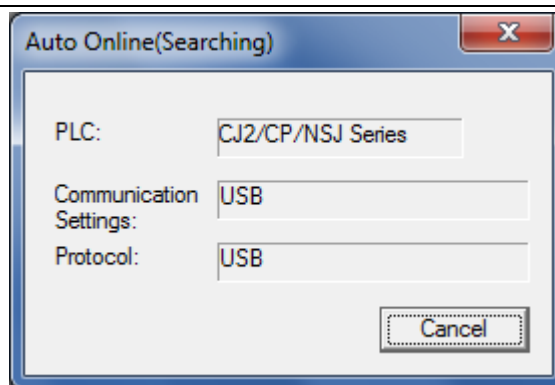 Auto Online(Searching)
PLC: CJ2/CP/NSJ Series
Communication Settings: USB
Protocol: USB
Cancel